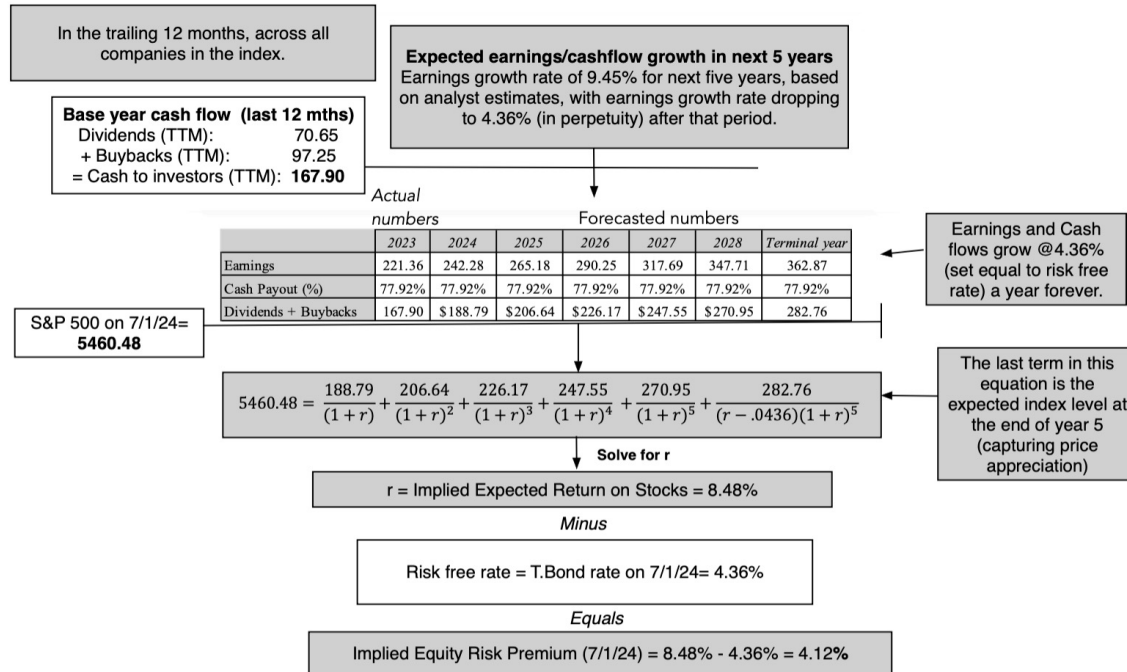 In the trailing 12 months, across all
companies in the index.
Expected earnings/cashflow growth in next 5 years
Earnings growth rate of 9.45% for next five years, based
on analyst estimates, with earnings growth rate dropping
to 4.36% (in perpetuity) after that period.
Base year cash flow (last 12 mths)
Dividends (TTM): 70.65
+ Buybacks (TTM): 97.25
= Cash to investors (TTM): 167.90
Actual
numbers Forecasted numbers
2023 2024 2025 2026 2027 2028 Terminal year
Earnings 221.36 242.28 265.18 290.25 317.69 347.71 362.87
Cash Payout (%) 77.92% 77.92% 77.92% 77.92% 77.92% 77.92% 77.92%
Dividends + Buybacks 167.90 $188.79 $206.64 $226.17 $247.55 $270.95 282.76
Earnings and Cash
flows grow @4.36%
(set equal to risk free
rate) a year forever.
S&P 500 on 7/1/24=
5460.48
5460.48 = 188.79/(1 + r) + 206.64/(1 + r)² + 226.17/(1 + r)³ + 247.55/(1 + r)⁴ + 270.95/(1 + r)⁵ + 282.76/(r − .0436)(1 + r)⁵
The last term in this
equation is the
expected index level at
the end of year 5
(capturing price
appreciation)
Solve for r
r = Implied Expected Return on Stocks = 8.48%
Minus
Risk free rate = T.Bond rate on 7/1/24= 4.36%
Equals
Implied Equity Risk Premium (7/1/24) = 8.48% - 4.36% = 4.12%